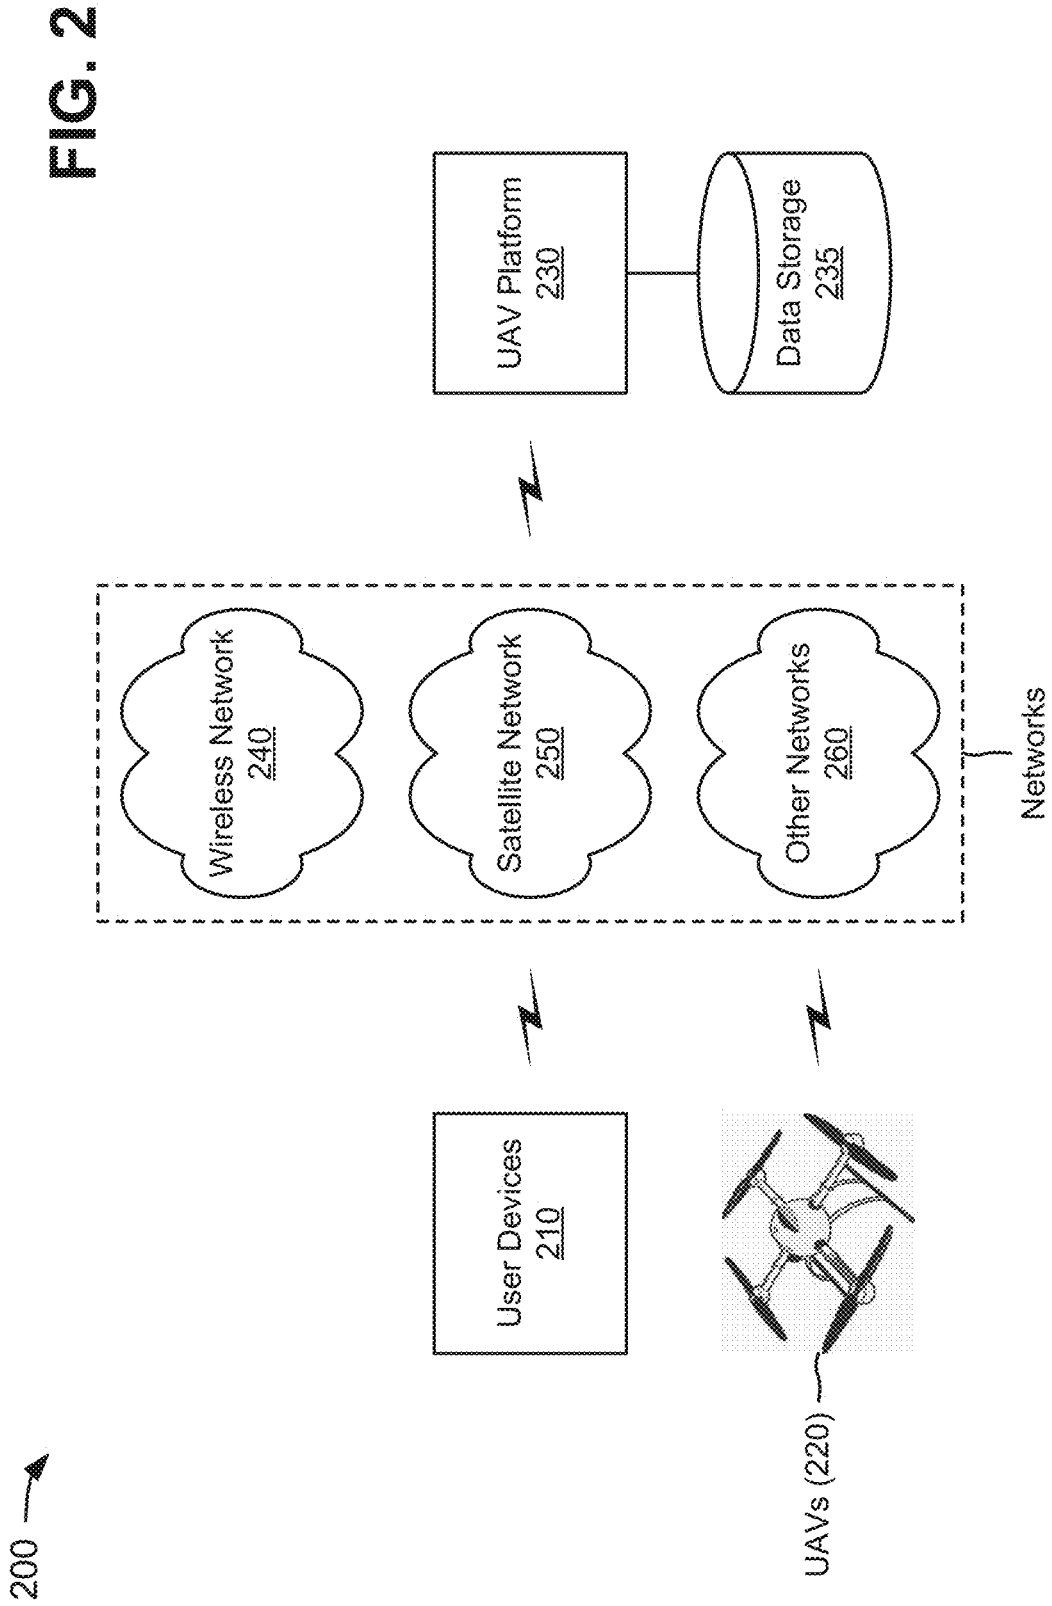 200
FIG. 2
Wireless Network
240
User Devices
210
Satellite Network
250
UAV Platform
230
UAVs (220)
Other Networks
260
Data Storage
235
Networks